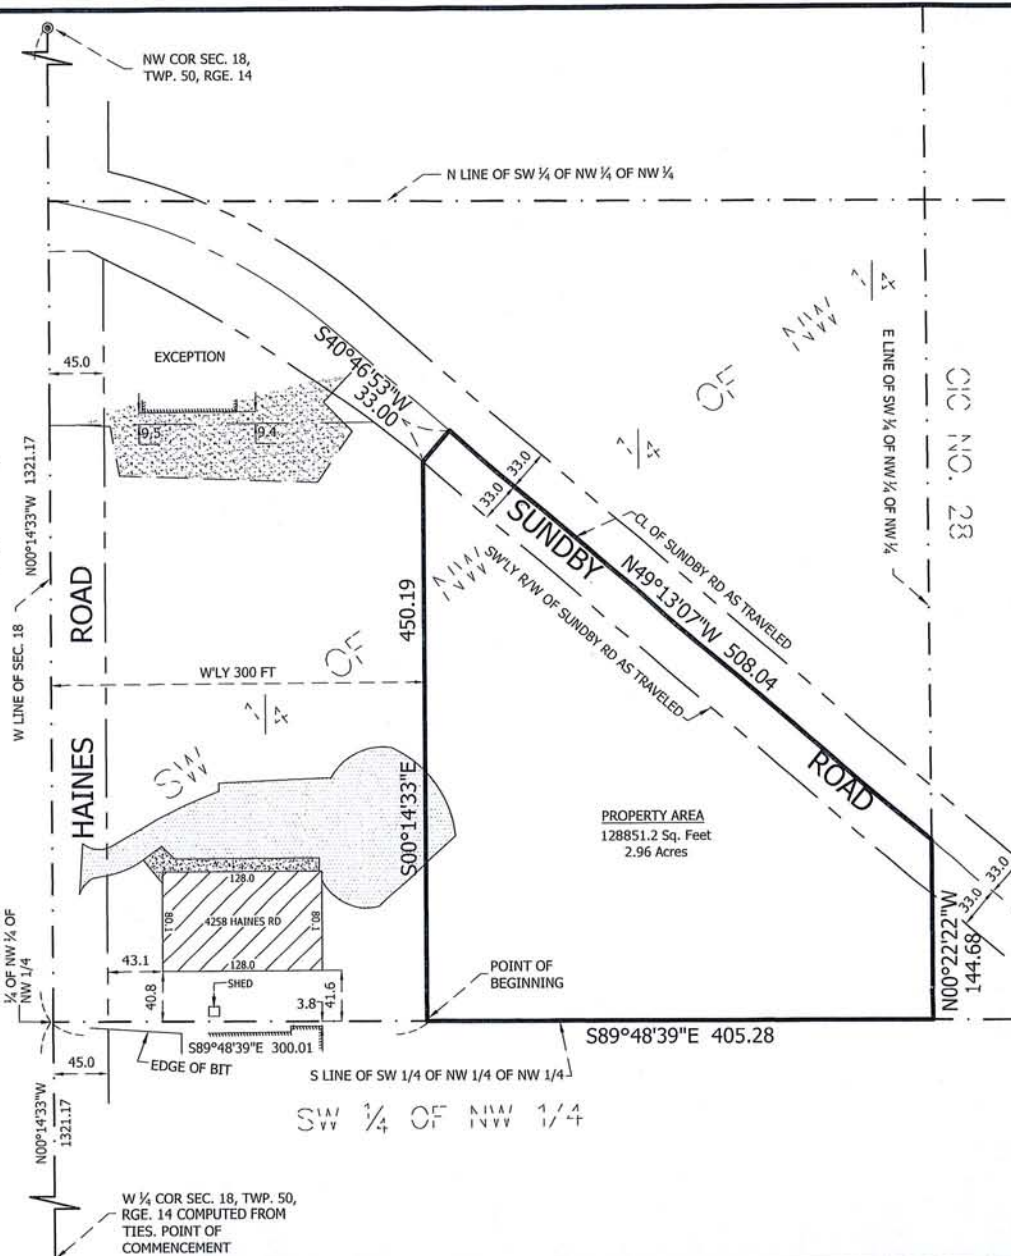 NW COR SEC. 18,
TWP. 50, RGE. 14
N LINE OF SW ¼ OF NW ¼ OF NW ¼
EXCEPTION
45.0
9.5
9.4
S40°46'53"W
33.00
33.0
33.0
SUNDBY
ROAD
CL OF SUNDBY RD AS TRAVELED
N49°13'07"W 508.04
SW'LY R/W OF SUNDBY RD AS TRAVELED
SW 1/4 OF NW 1/4 OF NW 1/4
E LINE OF SW ¼ OF NW ¼ OF NW ¼
CIC NO. 28
N00°14'33"W 1321.17
W LINE OF SEC. 18
HAINES ROAD
W'LY 300 FT
450.19
S00°14'33"E
PROPERTY AREA
128851.2 Sq. Feet
2.96 Acres
128.0
80.1
4258 HAINES RD
80.1
128.0
43.1
40.8
SHED
3.8
41.6
POINT OF
BEGINNING
33.0
33.0
N00°22'22"W
144.68
¼ OF NW ¼ OF
NW 1/4
S89°48'39"E 300.01
S89°48'39"E 405.28
EDGE OF BIT
45.0
S LINE OF SW 1/4 OF NW 1/4 OF NW 1/4
SW ¼ OF NW 1/4
N00°14'33"W
1321.17
W ¼ COR SEC. 18, TWP. 50,
RGE. 14 COMPUTED FROM
TIES. POINT OF
COMMENCEMENT